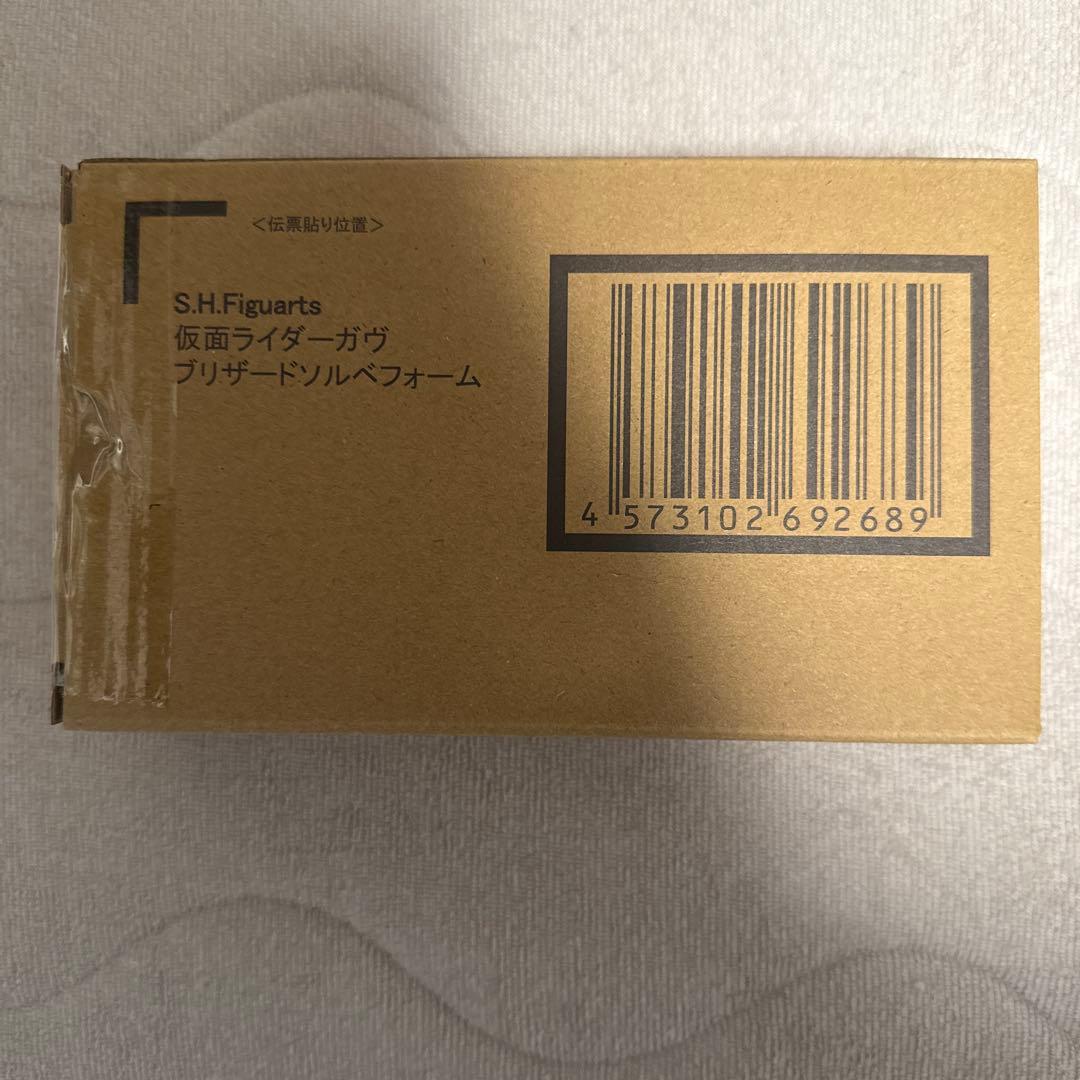 <伝票貼り位置>
S.H.Figuarts
仮面ライダーガヴ
ブリザードソルベフォーム
4 573102 692689